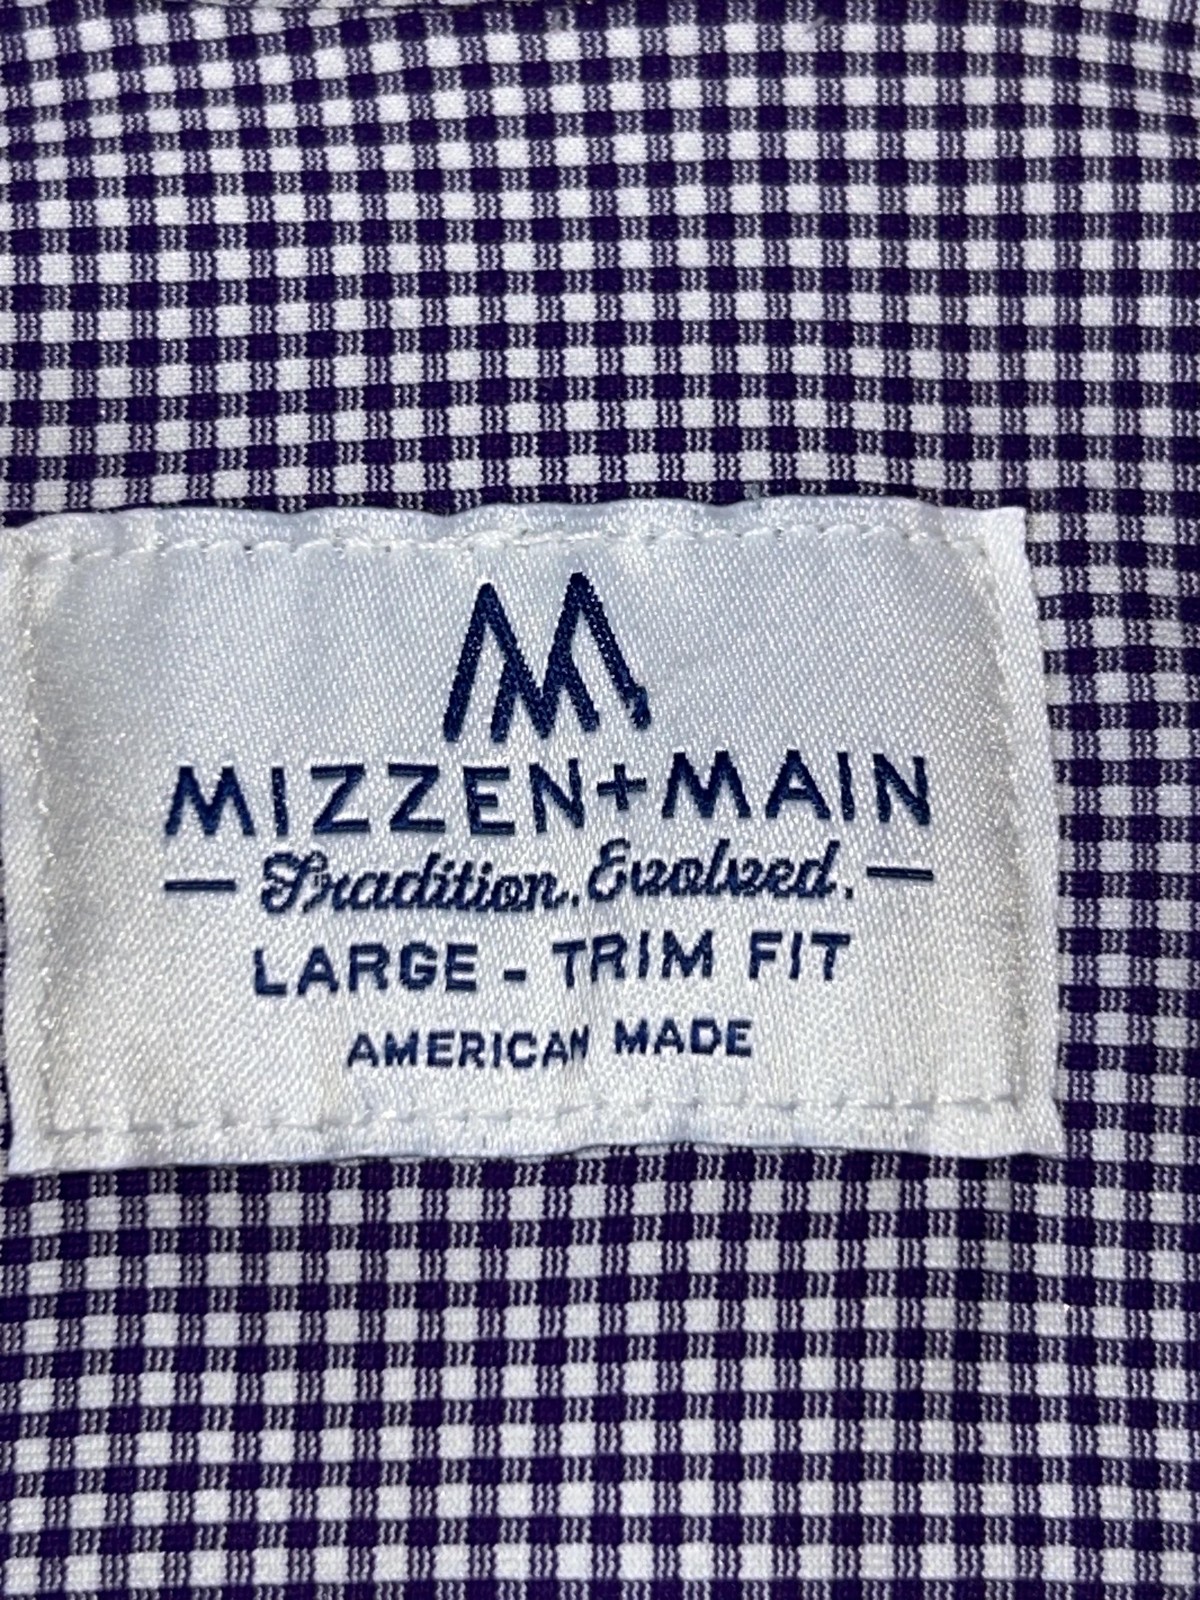 M
MIZZEN+MAIN
— Tradition. Evolved. —
LARGE - TRIM FIT
AMERICAN MADE